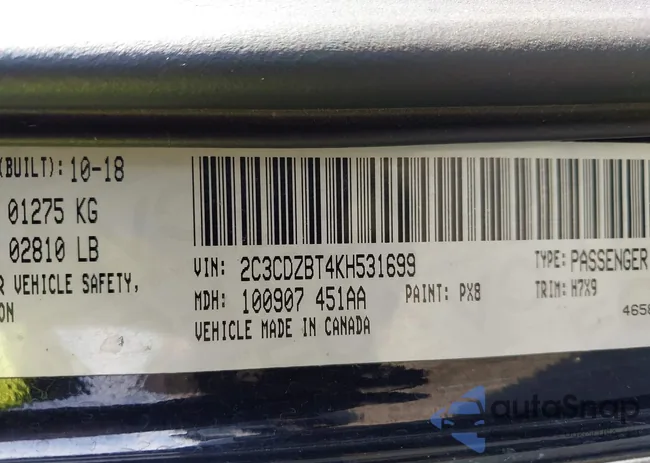 (BUILT): 10-18
01275 KG
02810 LB
R VEHICLE SAFETY,
ON
VIN: 2C3CDZBT4KH531699
TYPE: PASSENGER
MDH: 100907 451AA
PAINT: PX8
TRIM: H7X9
VEHICLE MADE IN CANADA
4658
autoSnap